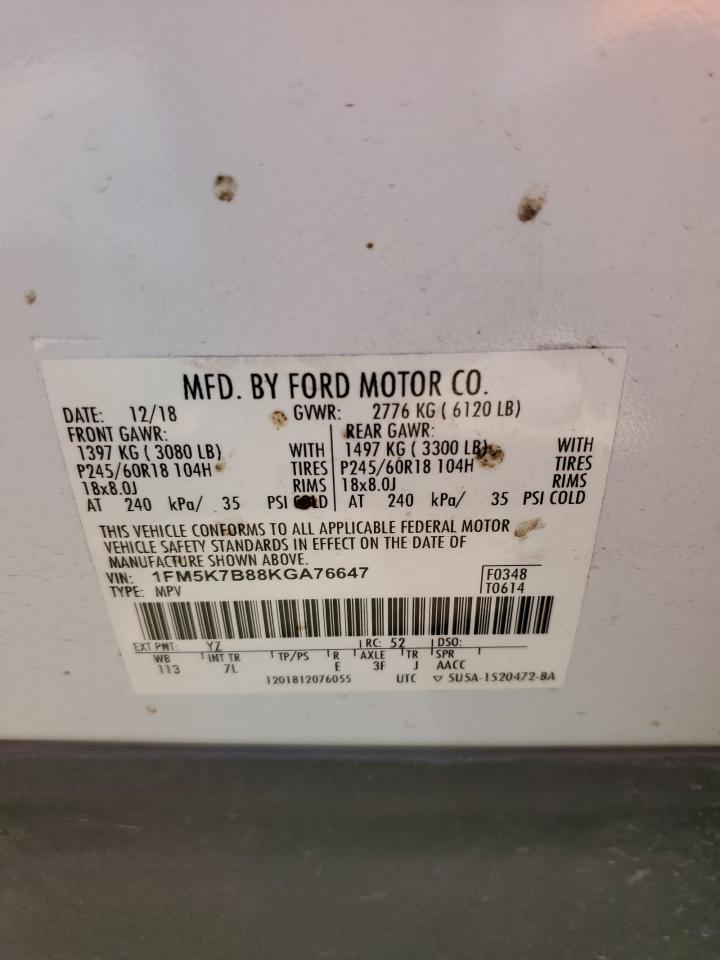 MFD. BY FORD MOTOR CO.
DATE: 12/18 GVWR: 2776 KG ( 6120 LB)
FRONT GAWR: REAR GAWR:
1397 KG ( 3080 LB) WITH 1497 KG ( 3300 LB) WITH
P245/60R18 104H TIRES P245/60R18 104H TIRES
18x8.0J RIMS 18x8.0J RIMS
AT 240 kPa/ 35 PSI COLD AT 240 kPa/ 35 PSI COLD
THIS VEHICLE CONFORMS TO ALL APPLICABLE FEDERAL MOTOR
VEHICLE SAFETY STANDARDS IN EFFECT ON THE DATE OF
MANUFACTURE SHOWN ABOVE.
VIN: 1FM5K7B88KGA76647 F0348
TYPE: MPV T0614
EXT PNT: YZ RC: 52 DSO:
WB INT TR TP/PS R AXLE TR SPR
113 7L E 3F J AACC
1201812076055 UTC ▽ 5U5A-1520472-BA